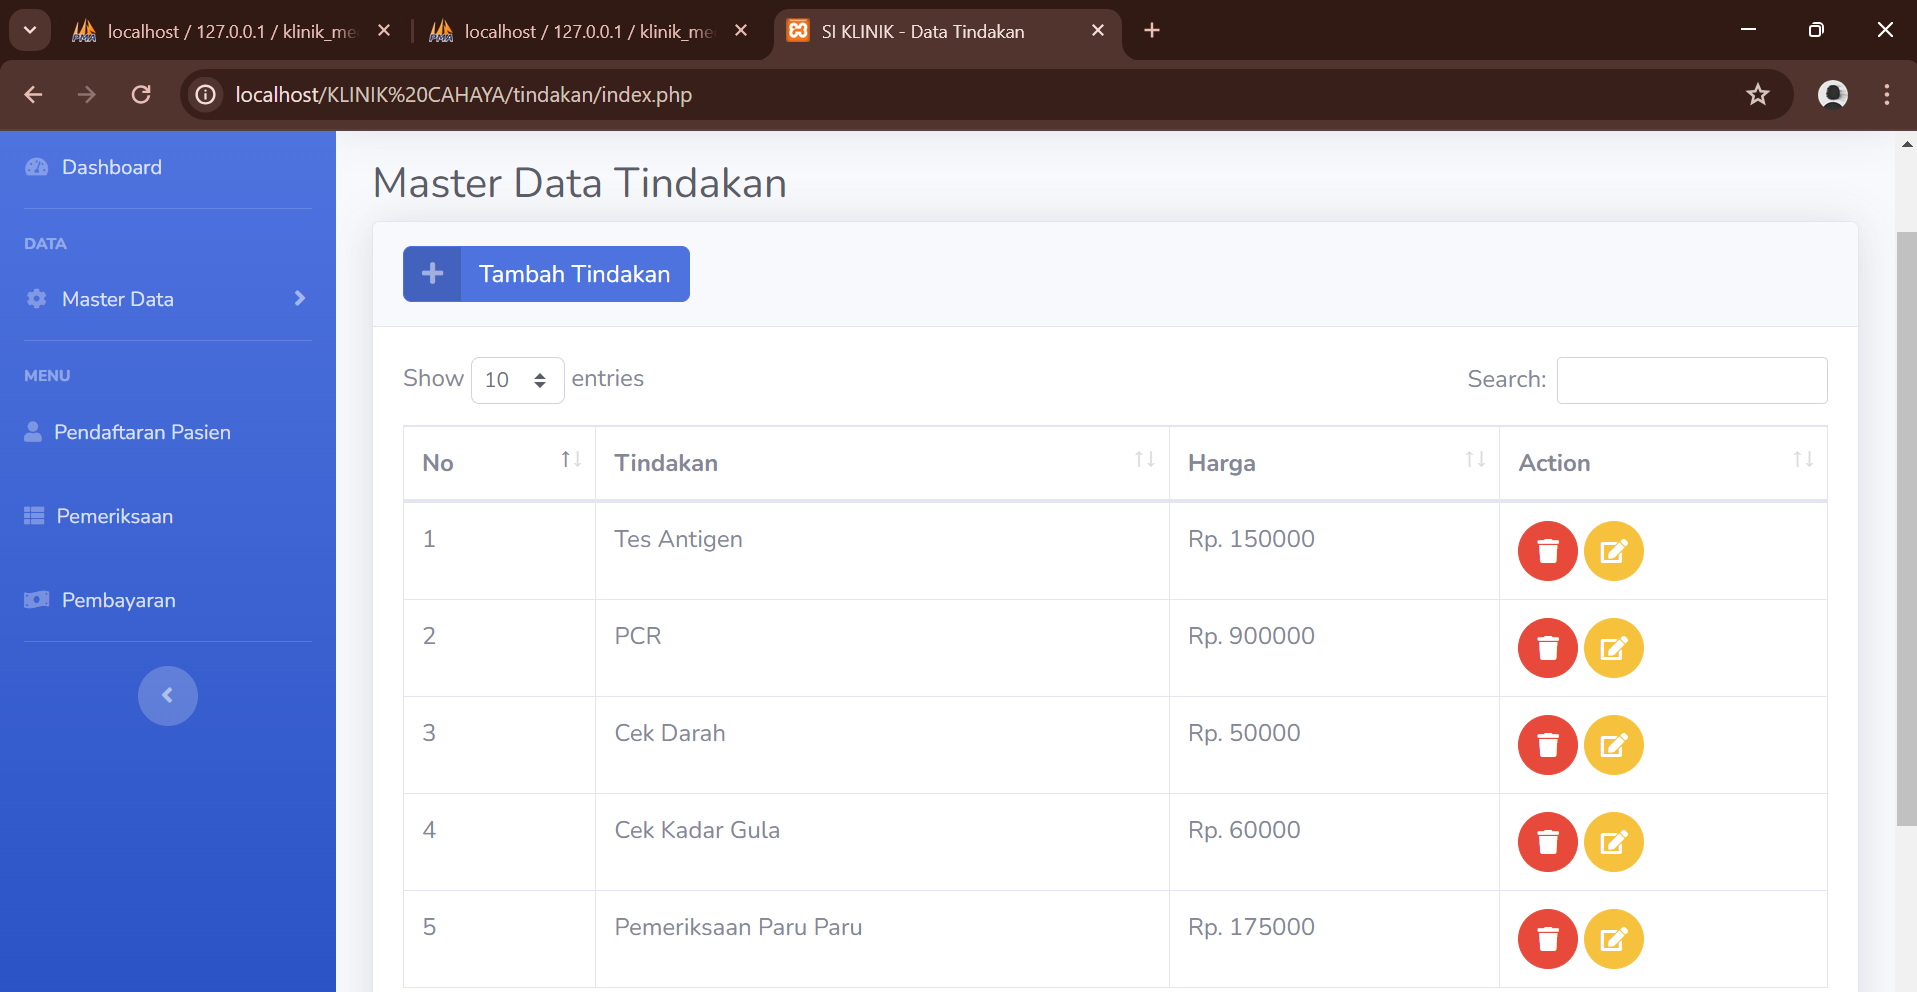 localhost / 127.0.0.1 / klinik_me
localhost / 127.0.0.1 / klinik_me
SI KLINIK - Data Tindakan
localhost/KLINIK%20CAHAYA/tindakan/index.php
Dashboard
DATA
Master Data
MENU
Pendaftaran Pasien
Pemeriksaan
Pembayaran
Master Data Tindakan
Tambah Tindakan
Show 10 entries
Search:
No Tindakan Harga Action
1 Tes Antigen Rp. 150000
2 PCR Rp. 900000
3 Cek Darah Rp. 50000
4 Cek Kadar Gula Rp. 60000
5 Pemeriksaan Paru Paru Rp. 175000